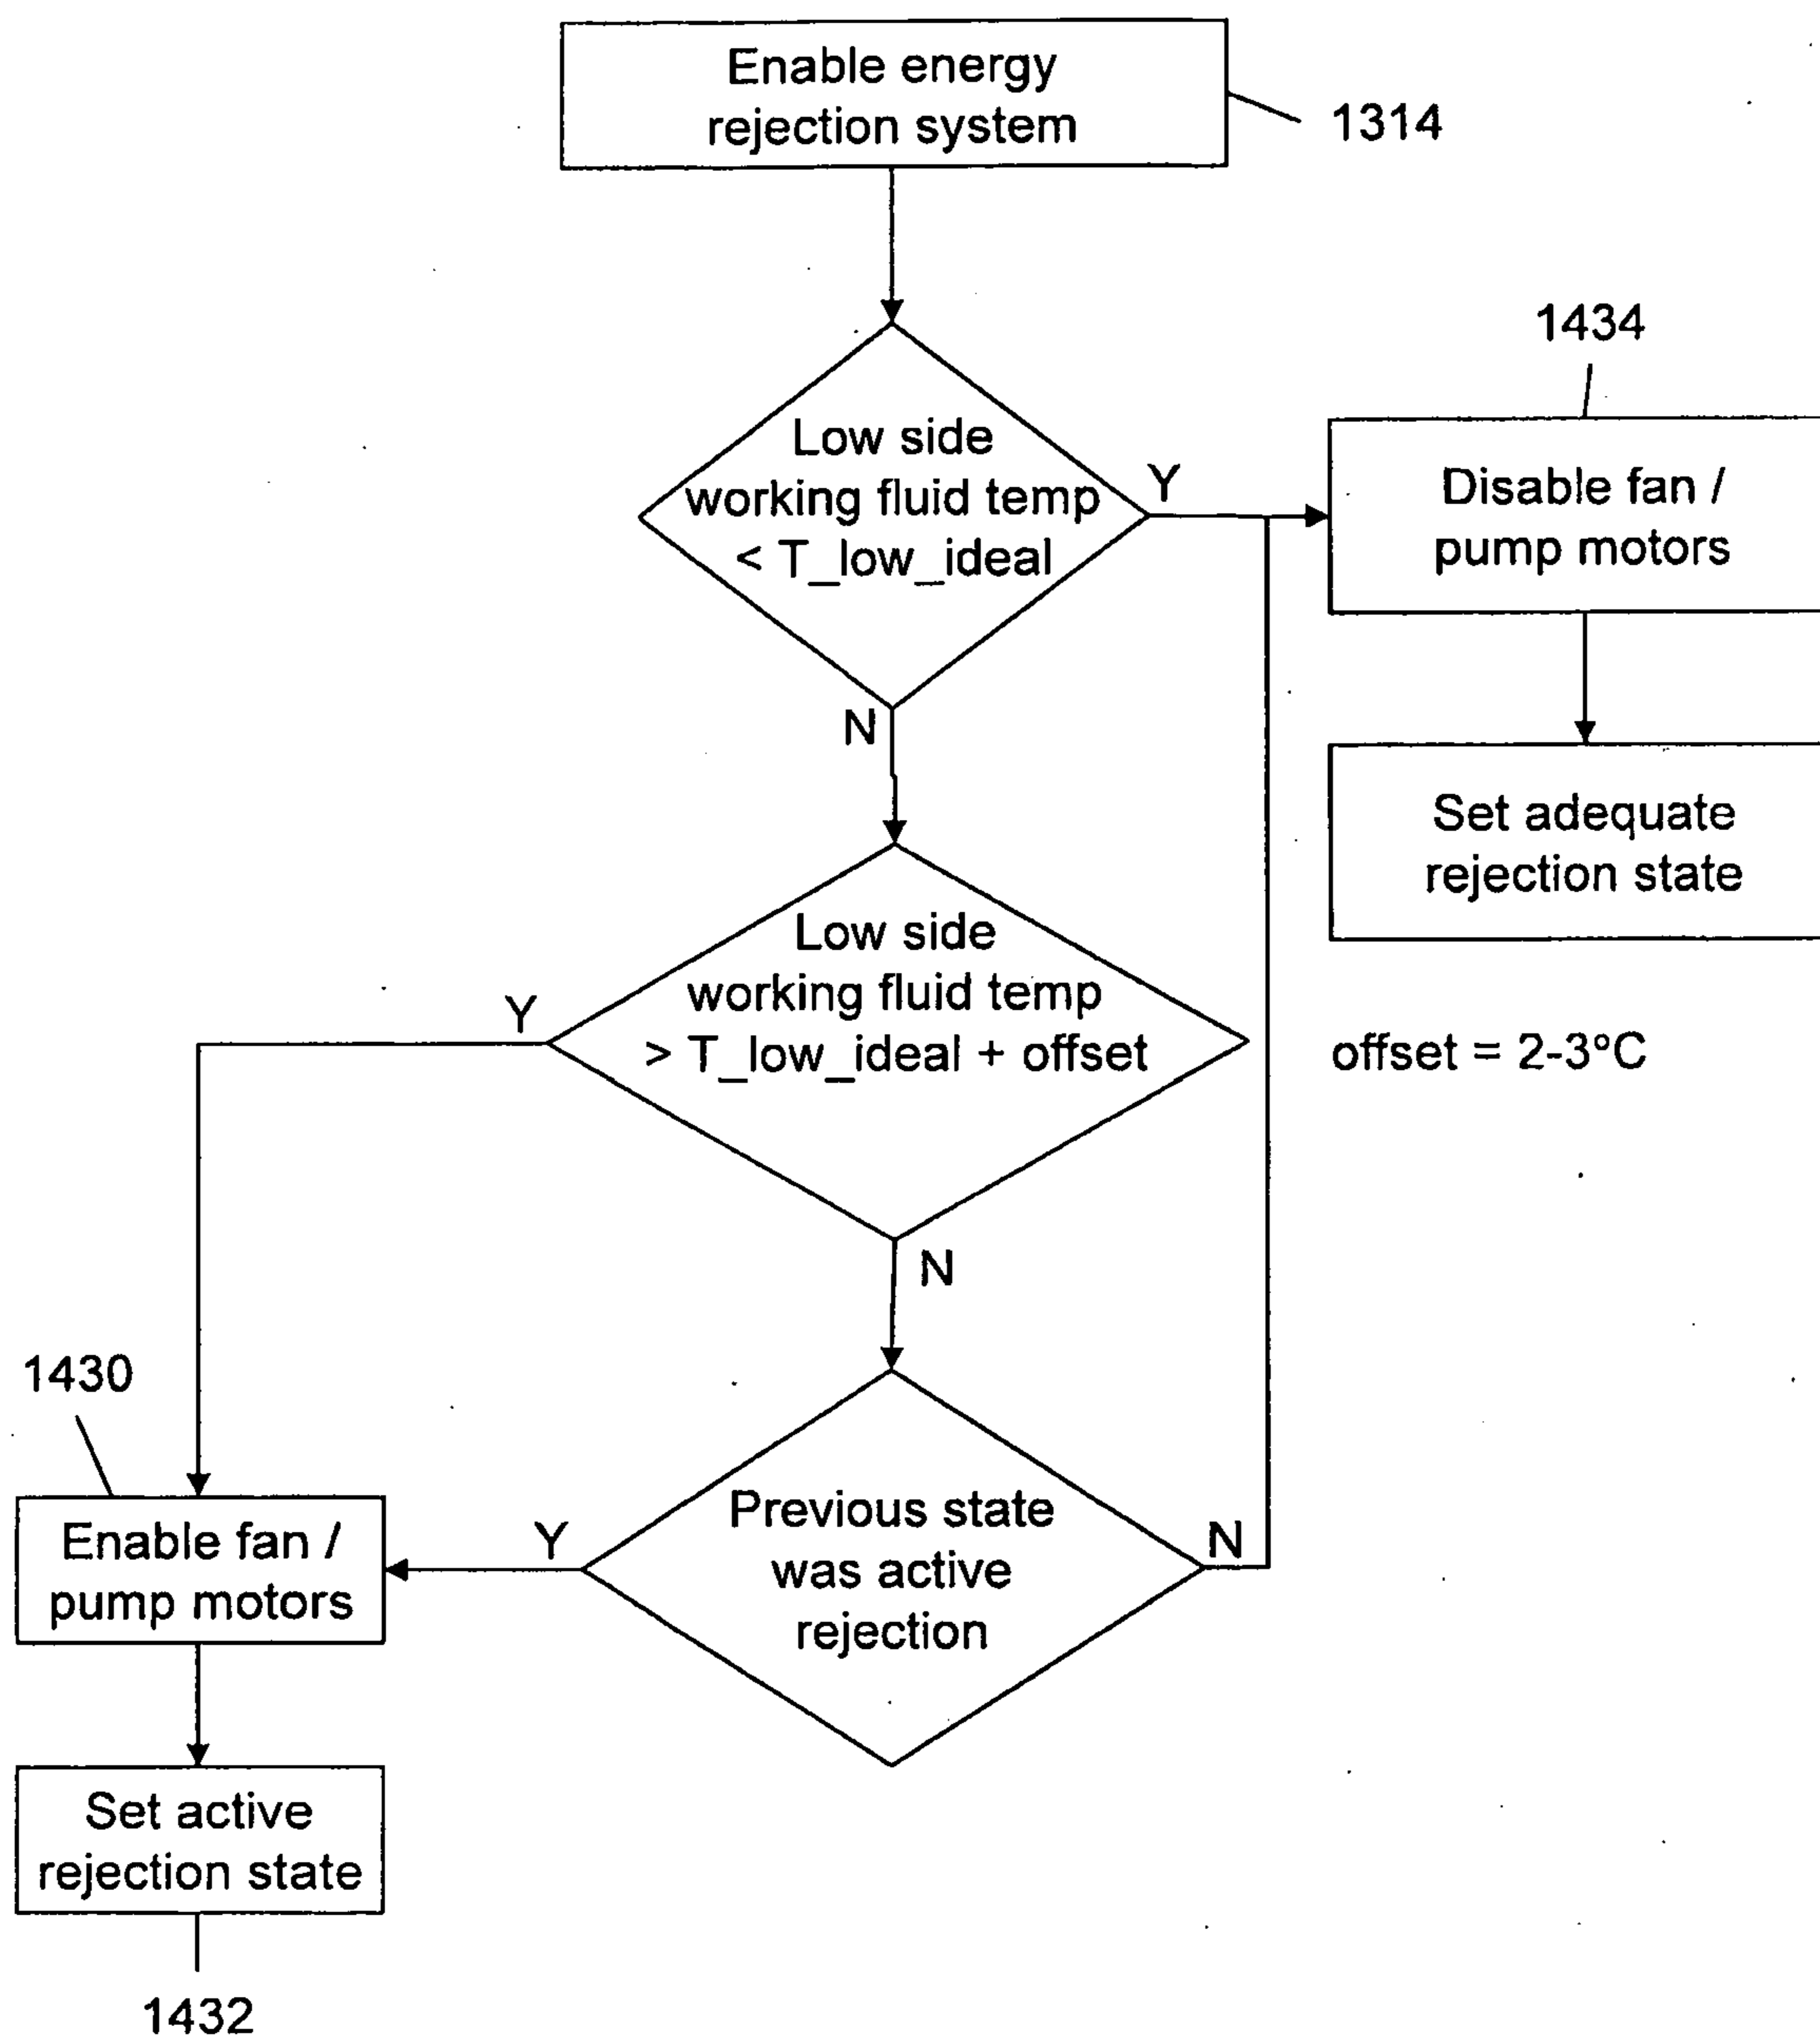 Enable energy
rejection system
1314
1434
Low side
working fluid temp
< T_low_ideal
Y
N
Disable fan /
pump motors
Set adequate
rejection state
Low side
working fluid temp
> T_low_ideal + offset
Y
N
offset = 2-3°C
1430
Enable fan /
pump motors
Y
Previous state
was active
rejection
N
Set active
rejection state
1432